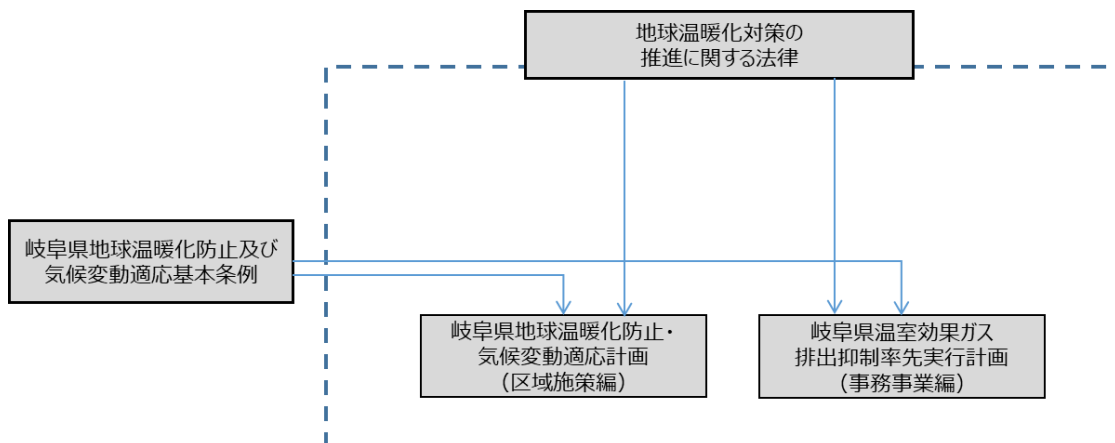 地球温暖化対策の
推進に関する法律
岐阜県地球温暖化防止及び
気候変動適応基本条例
岐阜県地球温暖化防止・
気候変動適応計画
（区域施策編）
岐阜県温室効果ガス
排出抑制率先実行計画
（事務事業編）